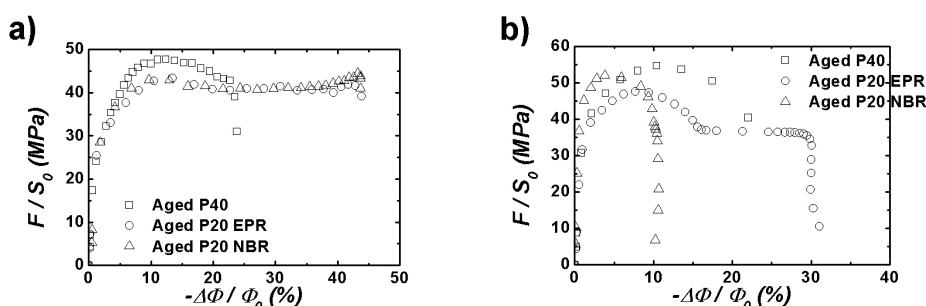 a)
F / S0 (MPa)
50
40
30
20
10
0
Aged P40
Aged P20 EPR
Aged P20 NBR
0 10 20 30 40 50
-ΔΦ / Φ0 (%)
b)
F / S0 (MPa)
60
50
40
30
20
10
0
Aged P40
Aged P20 EPR
Aged P20 NBR
0 10 20 30 40
-ΔΦ / Φ0 (%)